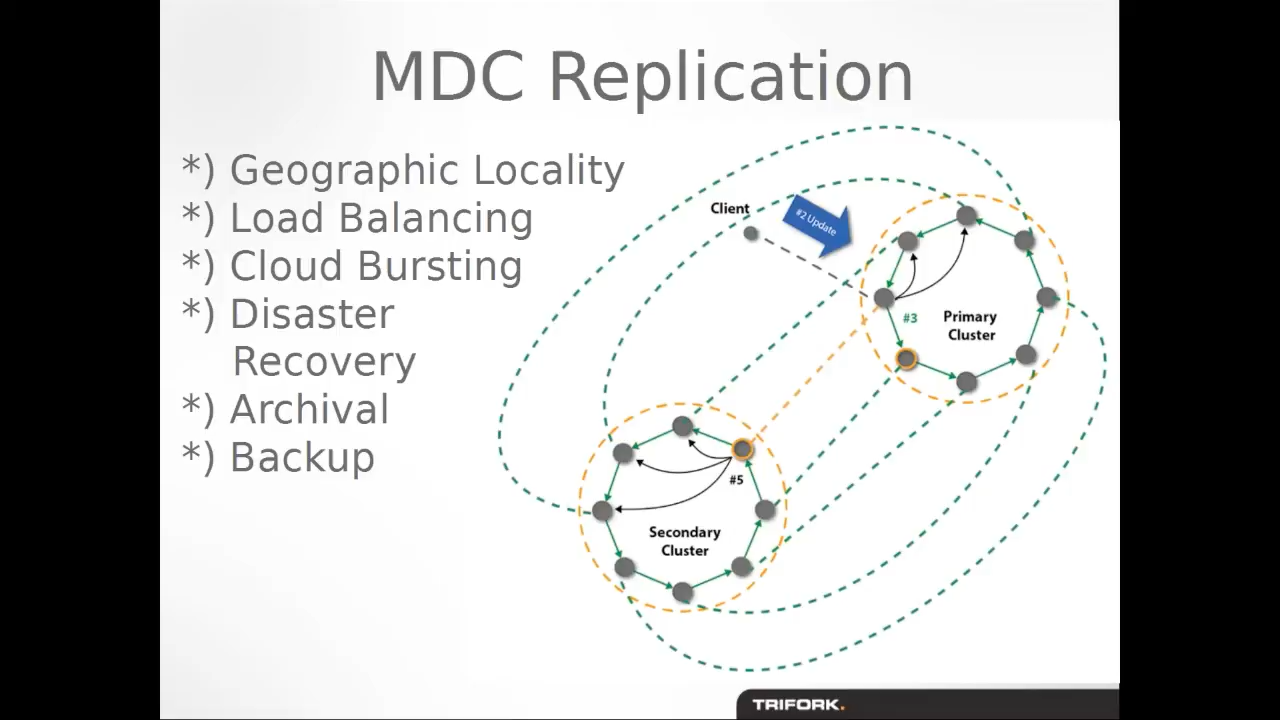 MDC Replication
*) Geographic Locality
*) Load Balancing
*) Cloud Bursting
*) Disaster
Recovery
*) Archival
*) Backup
Client
#2 Update
#3
Primary
Cluster
#5
Secondary
Cluster
TRIFORK.